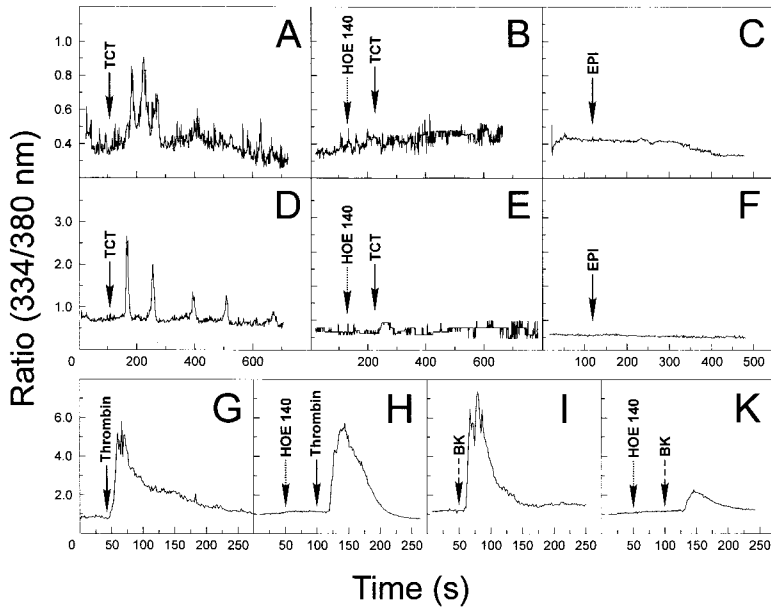 A
B
C
TCT
HOE 140
TCT
EPI
1.0
0.8
0.6
0.4
D
E
F
TCT
HOE 140
TCT
EPI
3.0
2.0
1.0
0 200 400 600
200 400 600
100 200 300 400 500
G
H
I
K
Thrombin
HOE 140
Thrombin
BK
HOE 140
BK
6.0
4.0
2.0
0.0
0 50 100 150 200 250
50 100 150 200 250
50 100 150 200 250
50 100 150 200 250
Ratio (334/380 nm)
Time (s)